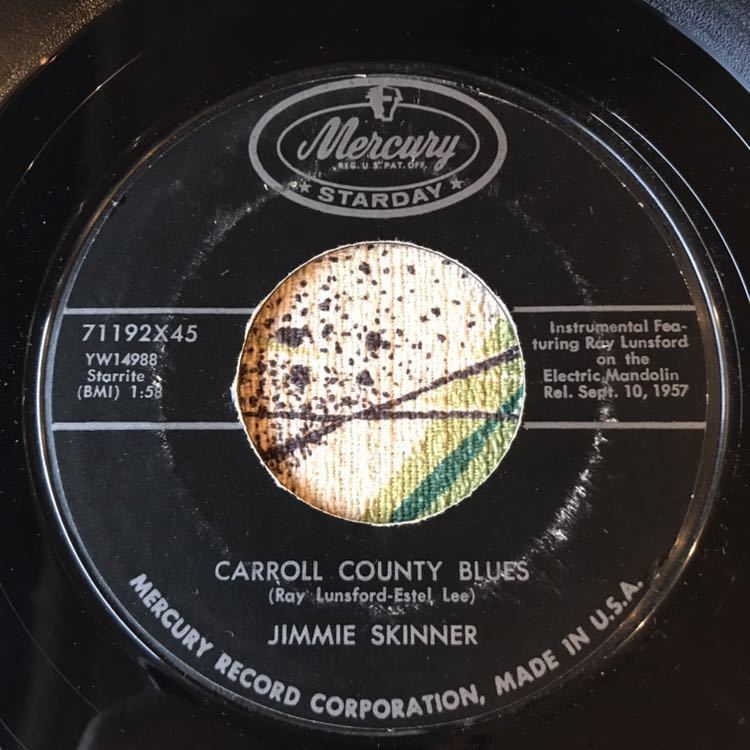 Mercury
REG. U.S. PAT. OFF.
★ STARDAY ★
71192X45
YW14988
Starrite
(BMI) 1:58
Instrumental Fea-
turing Ray Lunsford
on the
Electric Mandolin
Rel. Sept. 10, 1957
CARROLL COUNTY BLUES
(Ray Lunsford-Estel Lee)
JIMMIE SKINNER
MERCURY RECORD CORPORATION, MADE IN U.S.A.